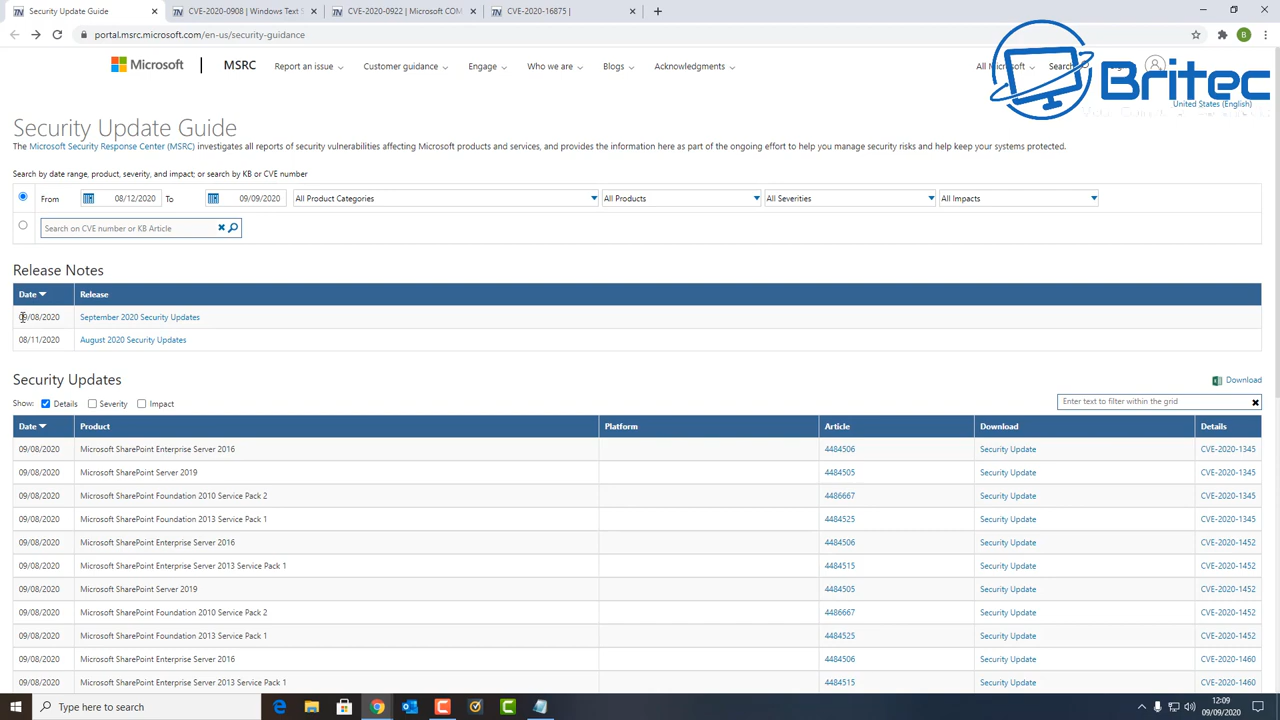 Security Update Guide
CVE-2020-0908 | Windows Text S
CVE-2020-0922 | Microsoft COM
CVE-2020-16875 |
portal.msrc.microsoft.com/en-us/security-guidance
B
Microsoft
MSRC
Report an issue
Customer guidance
Engage
Who we are
Blogs
Acknowledgments
All Microsoft
Search
Britec
United States (English)
Security Update Guide
The Microsoft Security Response Center (MSRC) investigates all reports of security vulnerabilities affecting Microsoft products and services, and provides the information here as part of the ongoing effort to help you manage security risks and help keep your systems protected.
Search by date range, product, severity, and impact; or search by KB or CVE number
From 08/12/2020 To 09/09/2020 All Product Categories All Products All Severities All Impacts
Search on CVE number or KB Article
Release Notes
Date Release
09/08/2020 September 2020 Security Updates
08/11/2020 August 2020 Security Updates
Security Updates
Download
Show: Details Severity Impact
Enter text to filter within the grid
Date Product Platform Article Download Details
09/08/2020 Microsoft SharePoint Enterprise Server 2016 4484506 Security Update CVE-2020-1345
09/08/2020 Microsoft SharePoint Server 2019 4484505 Security Update CVE-2020-1345
09/08/2020 Microsoft SharePoint Foundation 2010 Service Pack 2 4486667 Security Update CVE-2020-1345
09/08/2020 Microsoft SharePoint Foundation 2013 Service Pack 1 4484525 Security Update CVE-2020-1345
09/08/2020 Microsoft SharePoint Enterprise Server 2016 4484506 Security Update CVE-2020-1452
09/08/2020 Microsoft SharePoint Enterprise Server 2013 Service Pack 1 4484515 Security Update CVE-2020-1452
09/08/2020 Microsoft SharePoint Server 2019 4484505 Security Update CVE-2020-1452
09/08/2020 Microsoft SharePoint Foundation 2010 Service Pack 2 4486667 Security Update CVE-2020-1452
09/08/2020 Microsoft SharePoint Foundation 2013 Service Pack 1 4484525 Security Update CVE-2020-1452
09/08/2020 Microsoft SharePoint Enterprise Server 2016 4484506 Security Update CVE-2020-1460
09/08/2020 Microsoft SharePoint Enterprise Server 2013 Service Pack 1 4484515 Security Update CVE-2020-1460
Type here to search
12:09
09/09/2020